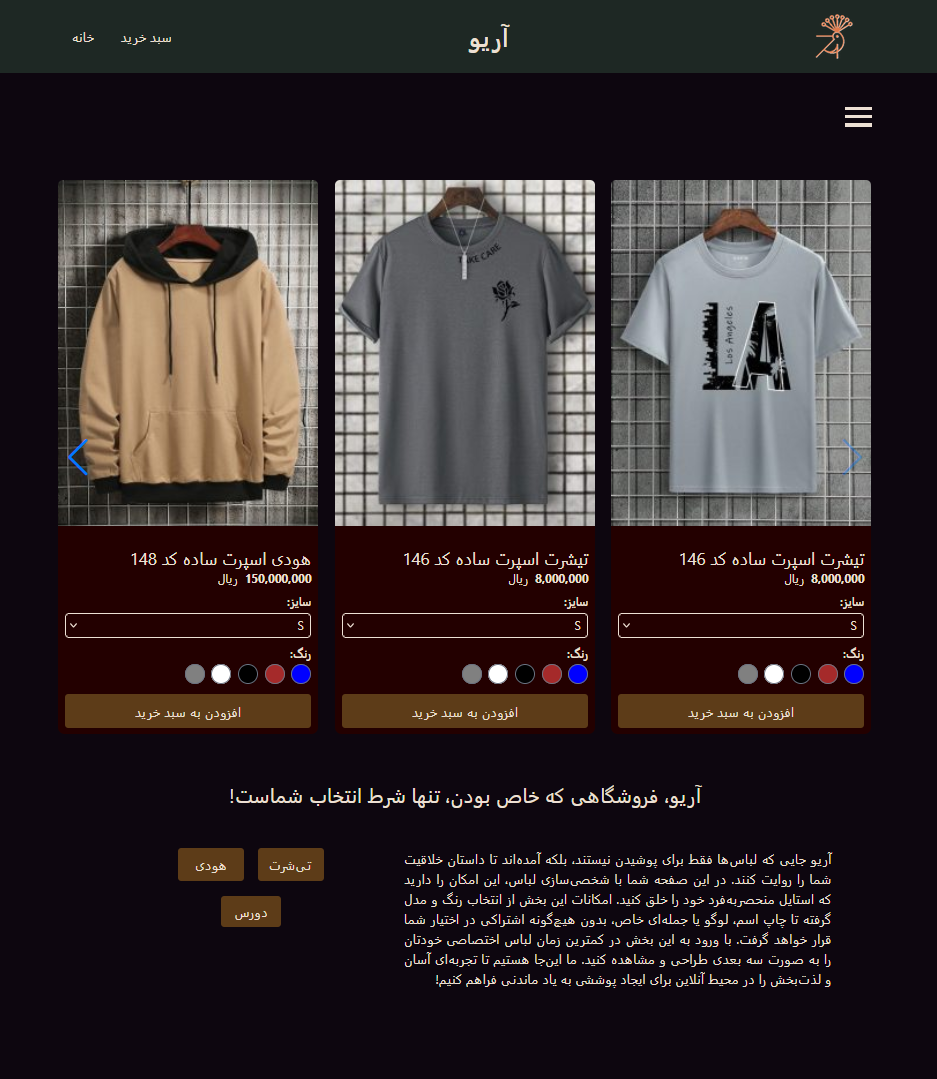 آریو
سبد خرید
خانه
Los Angeles
LA
TAKE CARE
تیشرت اسپرت ساده کد 146
8,000,000 ریال
سایز:
S
رنگ:
افزودن به سبد خرید
تیشرت اسپرت ساده کد 146
8,000,000 ریال
سایز:
S
رنگ:
افزودن به سبد خرید
هودی اسپرت ساده کد 148
150,000,000 ریال
سایز:
S
رنگ:
افزودن به سبد خرید
آریو، فروشگاهی که خاص بودن، تنها شرط انتخاب شماست!
آریو جایی که لباس‌ها فقط برای پوشیدن نیستند، بلکه آمده‌اند تا داستان خلاقیت
شما را روایت کنند. در این صفحه شما با شخصی‌سازی لباس، این امکان را دارید
که استایل منحصربه‌فرد خود را خلق کنید. امکانات این بخش از انتخاب رنگ و مدل
گرفته تا چاپ اسم، لوگو یا جمله‌ای خاص، بدون هیچ‌گونه اشتراکی در اختیار شما
قرار خواهد گرفت. با ورود به این بخش در کمترین زمان لباس اختصاصی خودتان
را به صورت سه بعدی طراحی و مشاهده کنید. ما این‌جا هستیم تا تجربه‌ای آسان
و لذت‌بخش را در محیط آنلاین برای ایجاد پوششی به یاد ماندنی فراهم کنیم!
تی‌شرت
هودی
دورس